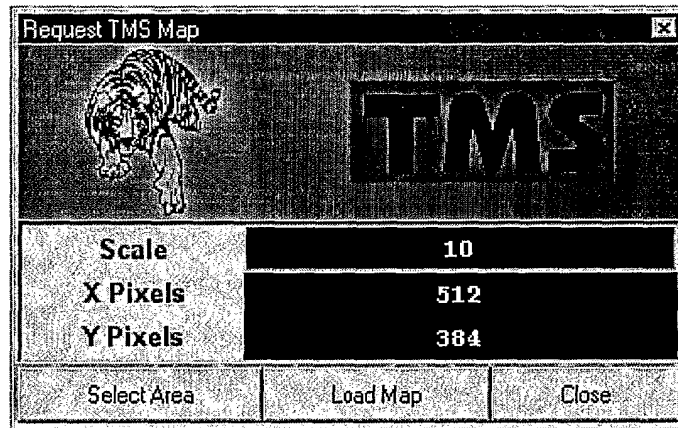 Request TMS Map
TMS
Scale 10
X Pixels 512
Y Pixels 384
Select Area Load Map Close